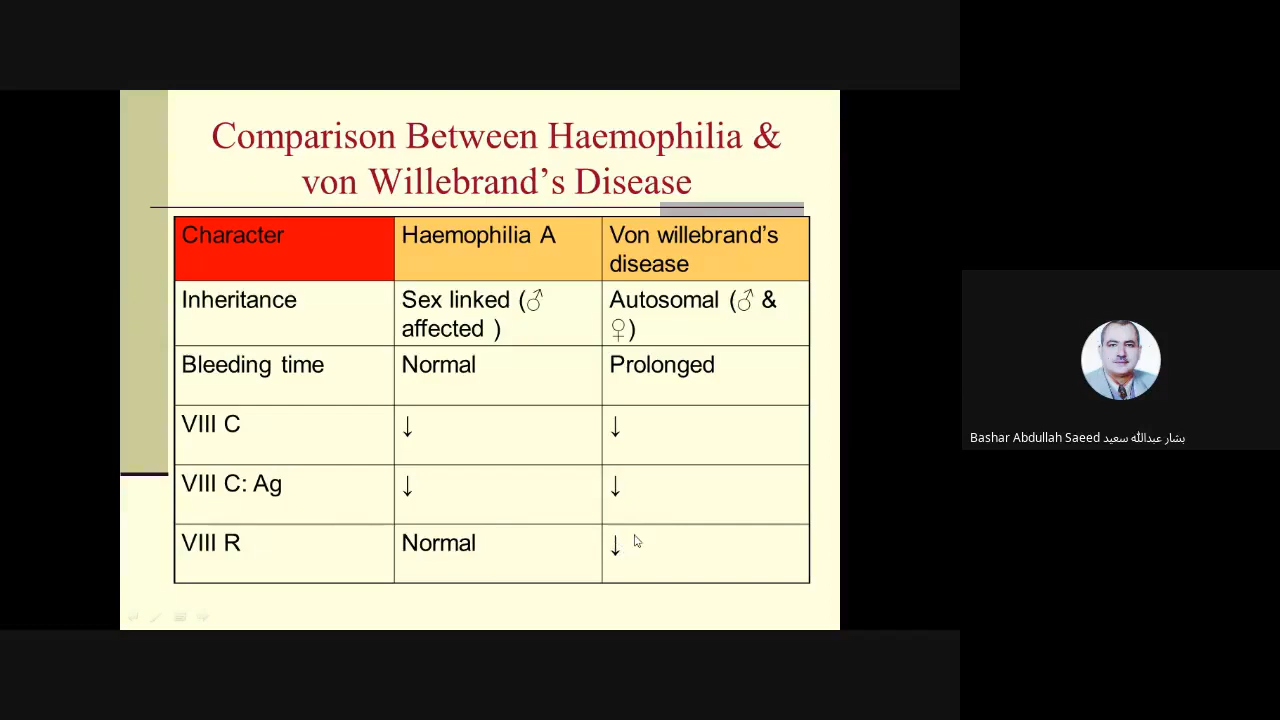 Comparison Between Haemophilia &
von Willebrand’s Disease
Character
Haemophilia A
Von willebrand’s
disease
Inheritance
Sex linked (♂
affected )
Autosomal (♂ &
♀)
Bleeding time
Normal
Prolonged
VIII C
↓
↓
VIII C: Ag
↓
↓
VIII R
Normal
↓
Bashar Abdullah Saeed بشار عبدالله سعيد